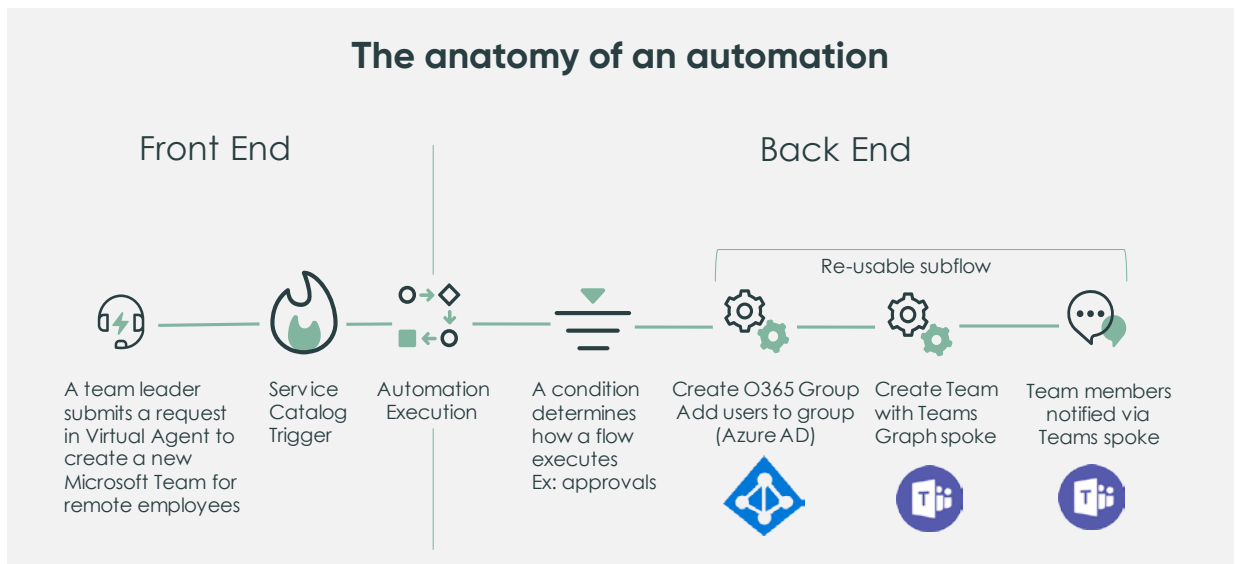 The anatomy of an automation
Front End
Back End
Re-usable subflow
A team leader
submits a request
in Virtual Agent to
create a new
Microsoft Team for
remote employees
Service
Catalog
Trigger
Automation
Execution
A condition
determines
how a flow
executes
Ex: approvals
Create O365 Group
Add users to group
(Azure AD)
Create Team
with Teams
Graph spoke
T
Team members
notified via
Teams spoke
T